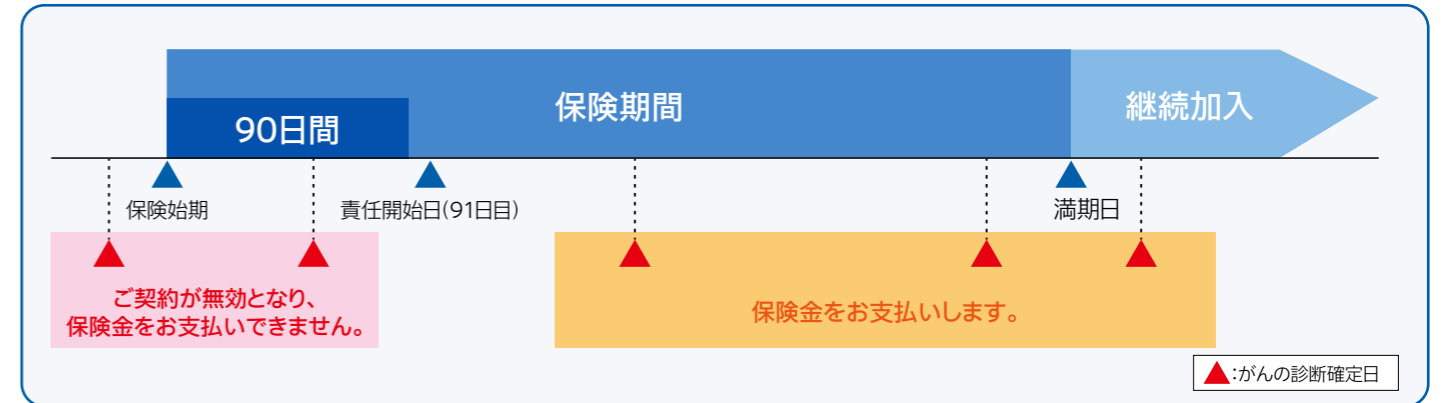 保険期間
継続加入
90日間
保険始期
責任開始日(91日目)
満期日
ご契約が無効となり、
保険金をお支払いできません。
保険金をお支払いします。
▲:がんの診断確定日